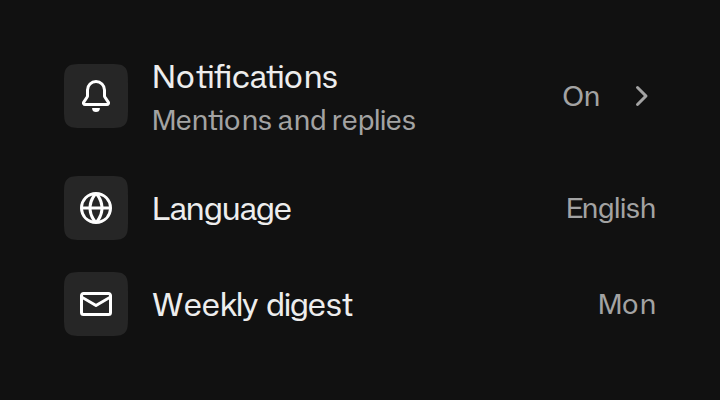 Notifications
On
Mentions and replies
Language
English
Weekly digest
Mon